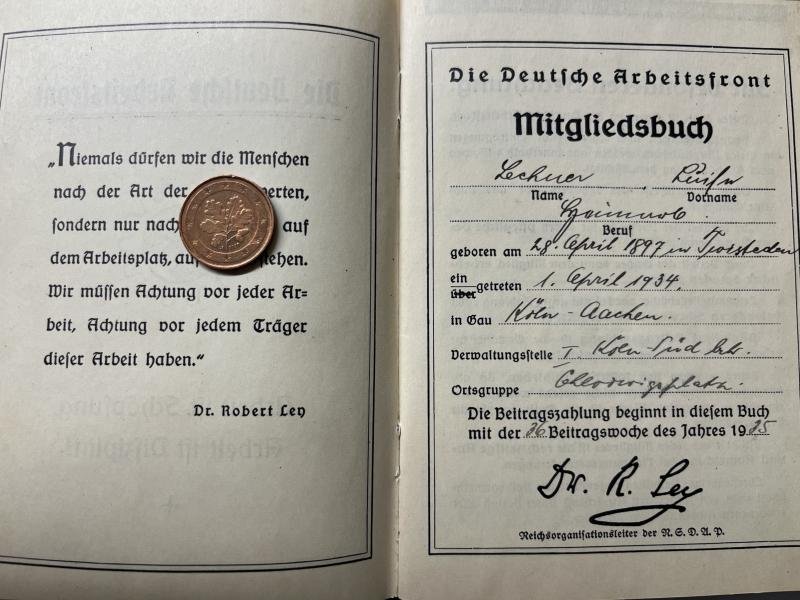 „Niemals dürfen wir die Menschen
nach der Art der
sondern nur nach auf
dem Arbeitsplatz,
Wir müssen Achtung vor jeder Ar=
beit, Achtung vor jedem Träger
dieser Arbeit haben.“
Dr. Robert Ley
Die Deutsche Arbeitsfront
Mitgliedsbuch
Lechner, Luise
Name Vorname
Beruf
geboren am 28. April 1897 in
ein
über getreten 1. April 1934.
in Gau Köln-Aachen.
Verwaltungsstelle I. Köln-Süd
Ortsgruppe Chlodwigsplatz.
Die Beitragszahlung beginnt in diesem Buch
mit der 26 Beitragswoche des Jahres 1935
Dr. R. Ley
Reichsorganisationsleiter der N.S.D.A.P.